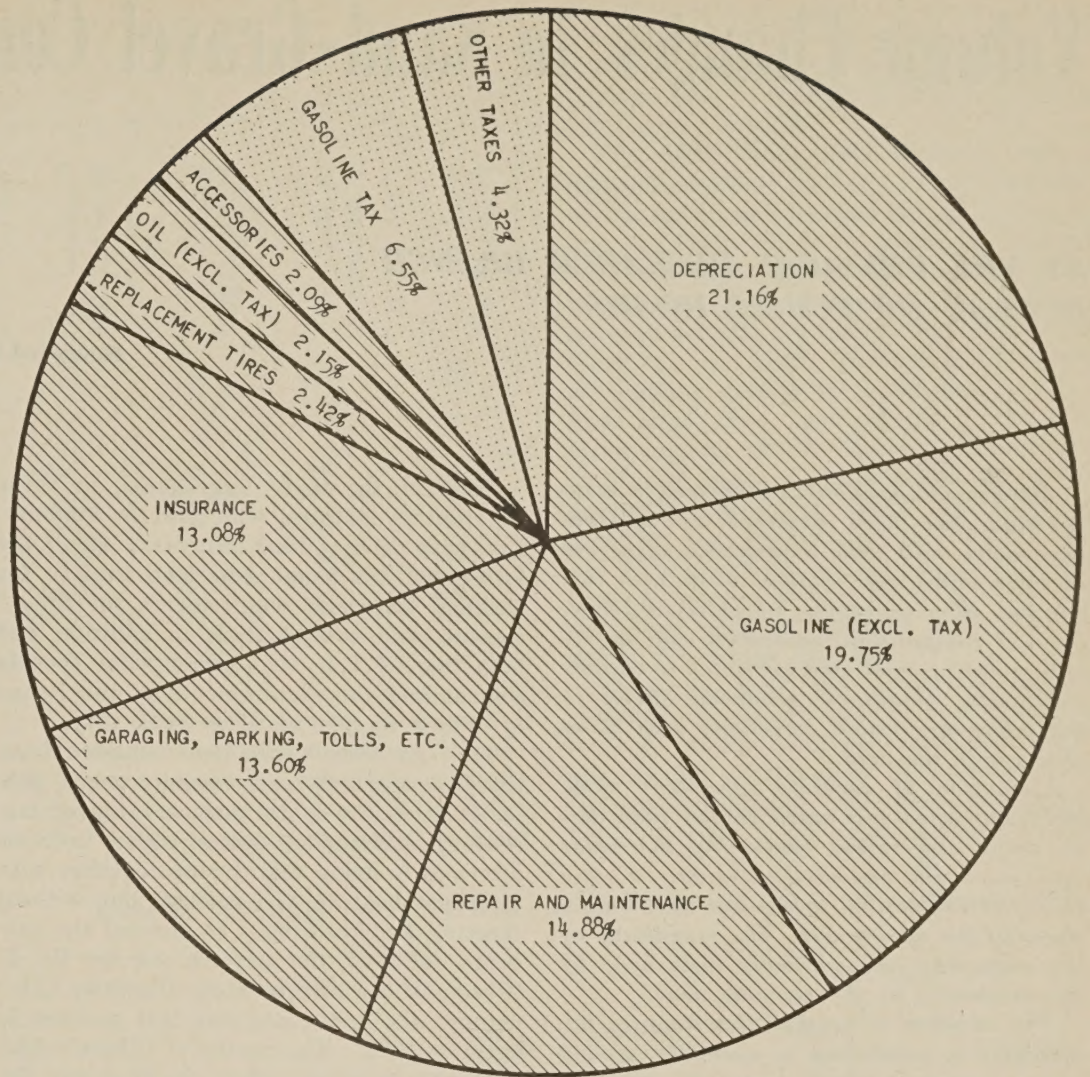 OTHER TAXES 4.32%
GASOLINE TAX 6.55%
ACCESSORIES 2.09%
OIL (EXCL. TAX) 2.15%
REPLACEMENT TIRES 2.42%
DEPRECIATION
21.16%
INSURANCE
13.08%
GASOLINE (EXCL. TAX)
19.75%
GARAGING, PARKING, TOLLS, ETC.
13.60%
REPAIR AND MAINTENANCE
14.88%